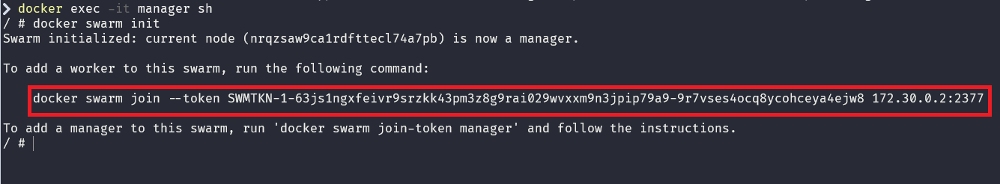 ❯ docker exec -it manager sh
/ # docker swarm init
Swarm initialized: current node (nrqzsaw9ca1rdfttecl74a7pb) is now a manager.
To add a worker to this swarm, run the following command:
docker swarm join --token SWMTKN-1-63js1ngxfeivr9srzkk43pm3z8g9rai029wvxxm9n3jpip79a9-9r7vses4ocq8ycohceya4ejw8 172.30.0.2:2377
To add a manager to this swarm, run 'docker swarm join-token manager' and follow the instructions.
/ #